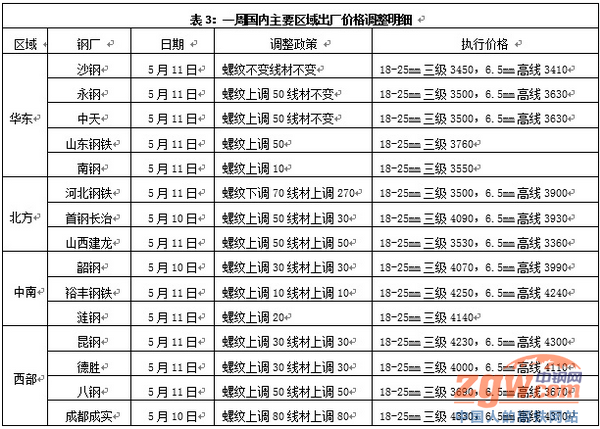 表 3：一周国内主要区域出厂价格调整明细
区域 钢厂 日期 调整政策 执行价格
华东
沙钢 5 月 11 日 螺纹不变线材不变 18-25mm 三级 3450，6.5mm 高线 3410
永钢 5 月 11 日 螺纹上调 50 线材不变 18-25mm 三级 3500，6.5mm 高线 3630
中天 5 月 11 日 螺纹上调 50 线材不变 18-25mm 三级 3500，6.5mm 高线 3630
山东钢铁 5 月 11 日 螺纹上调 50 18-25mm 三级 3760
南钢 5 月 11 日 螺纹上调 10 18-25mm 三级 3550
北方
河北钢铁 5 月 11 日 螺纹下调 70 线材上调 270 18-25mm 三级 3500，6.5mm 高线 3900
首钢长治 5 月 10 日 螺纹上调 50 线材上调 30 18-25mm 三级 4090，6.5mm 高线 3930
山西建龙 5 月 11 日 螺纹上调 50 线材上调 50 18-25mm 三级 3530，6.5mm 高线 3360
中南
韶钢 5 月 10 日 螺纹上调 30 线材上调 30 18-25mm 三级 4070，6.5mm 高线 3990
裕丰钢铁 5 月 11 日 螺纹上调 10 线材上调 10 18-25mm 三级 4250，6.5mm 高线 4240
涟钢 5 月 11 日 螺纹上调 20 18-25mm 三级 4140
西部
昆钢 5 月 11 日 螺纹上调 30 线材上调 30 18-25mm 三级 4230，6.5mm 高线 4300
德胜 5 月 11 日 螺纹上调 30 线材上调 30 18-25mm 三级 4000，6.5mm 高线 4110
八钢 5 月 11 日 螺纹上调 50 线材上调 50 18-25mm 三级 3690，6.5mm 高线 3670
成都成实 5 月 10 日 螺纹上调 80 线材上调 80 18-25mm 三级 4330，6.5mm 高线 4370
中钢网
zgw.com
中国人的钢铁网站